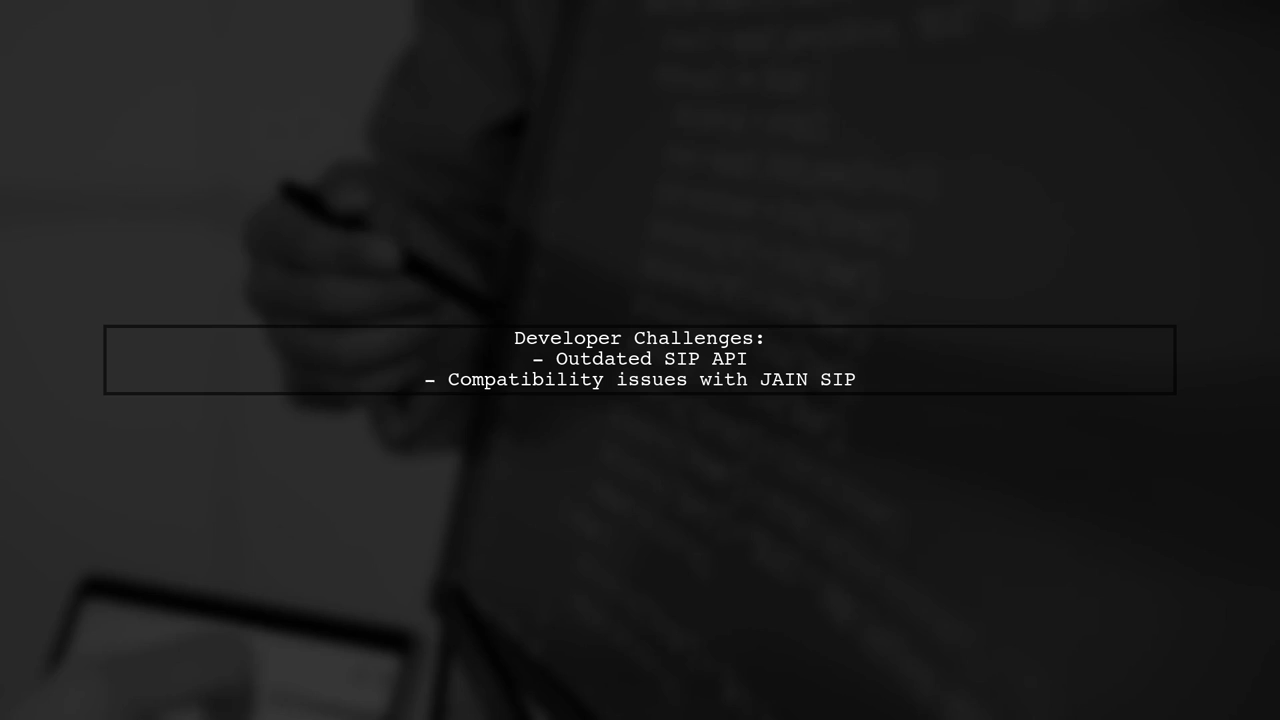 Developer Challenges:
– Outdated SIP API
– Compatibility issues with JAIN SIP